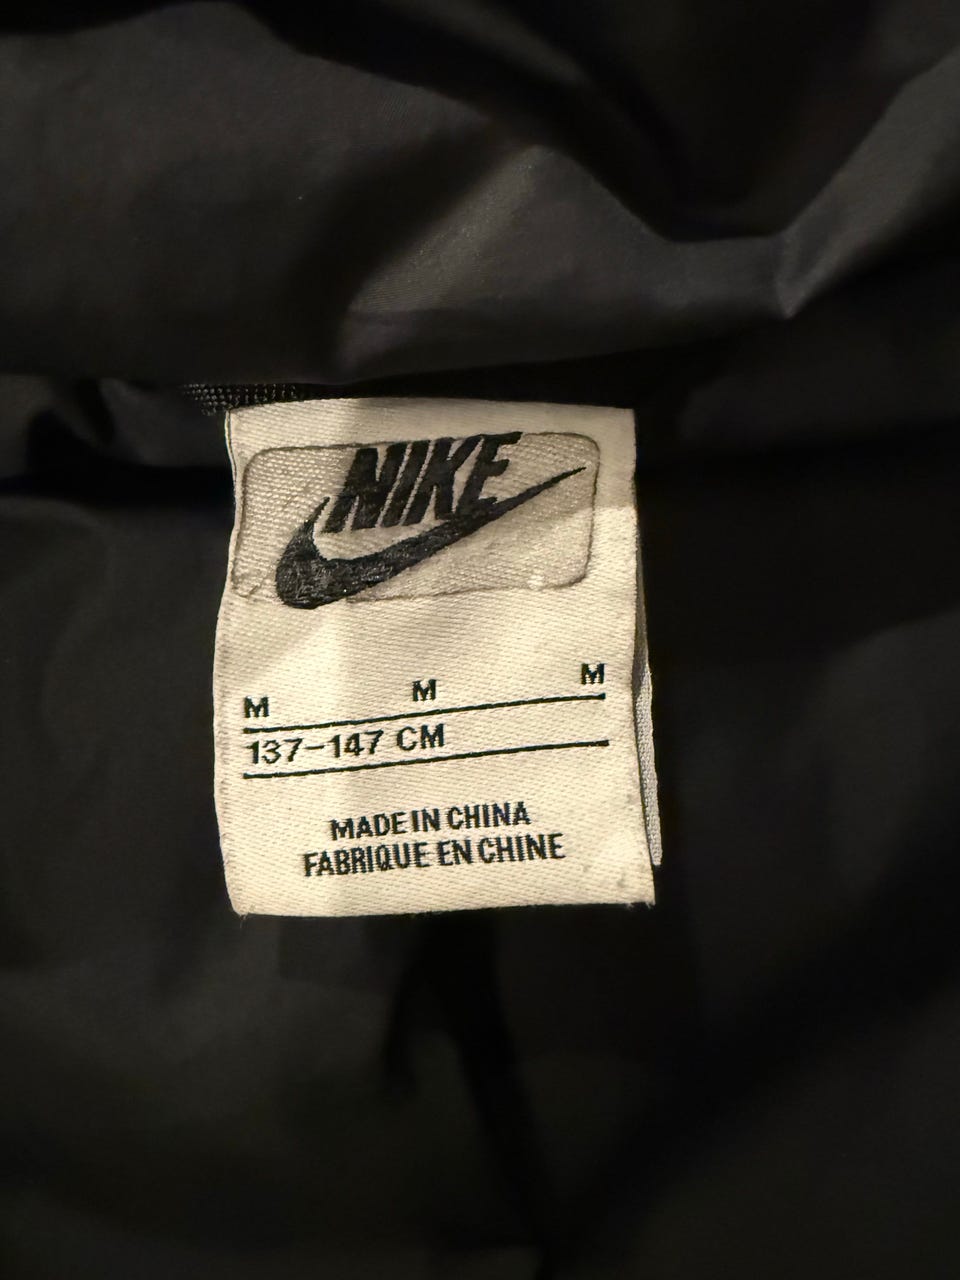 NIKE
M M M
137-147 CM
MADE IN CHINA
FABRIQUE EN CHINE